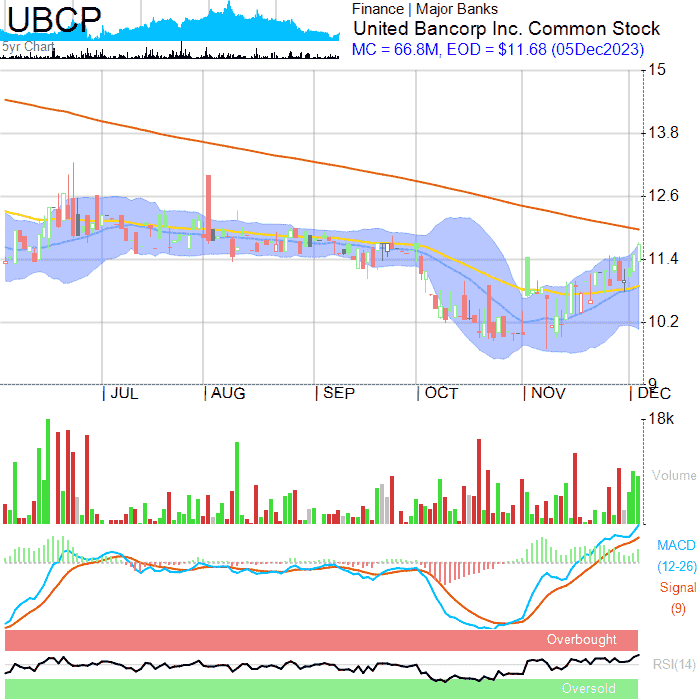 UBCP
5yr Chart
Finance | Major Banks
United Bancorp Inc. Common Stock
MC = 66.8M, EOD = $11.68 (05Dec2023)
15
13.8
12.6
11.4
10.2
9
JUL AUG SEP OCT NOV DEC
18k
Volume
MACD
(12-26)
Signal
(9)
Overbought
RSI(14)
Oversold